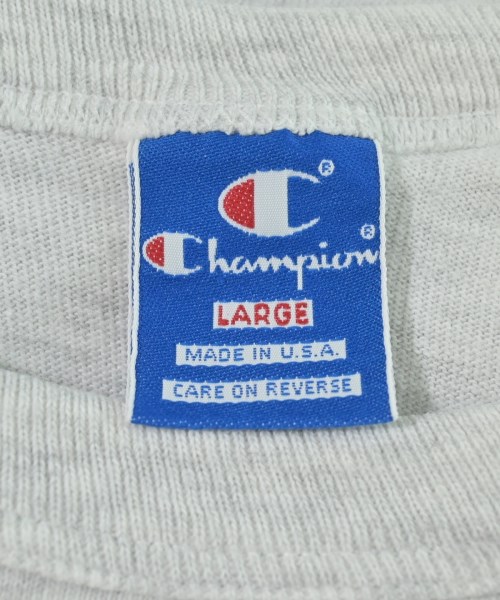 C®
Champion®
LARGE
MADE IN U.S.A.
CARE ON REVERSE